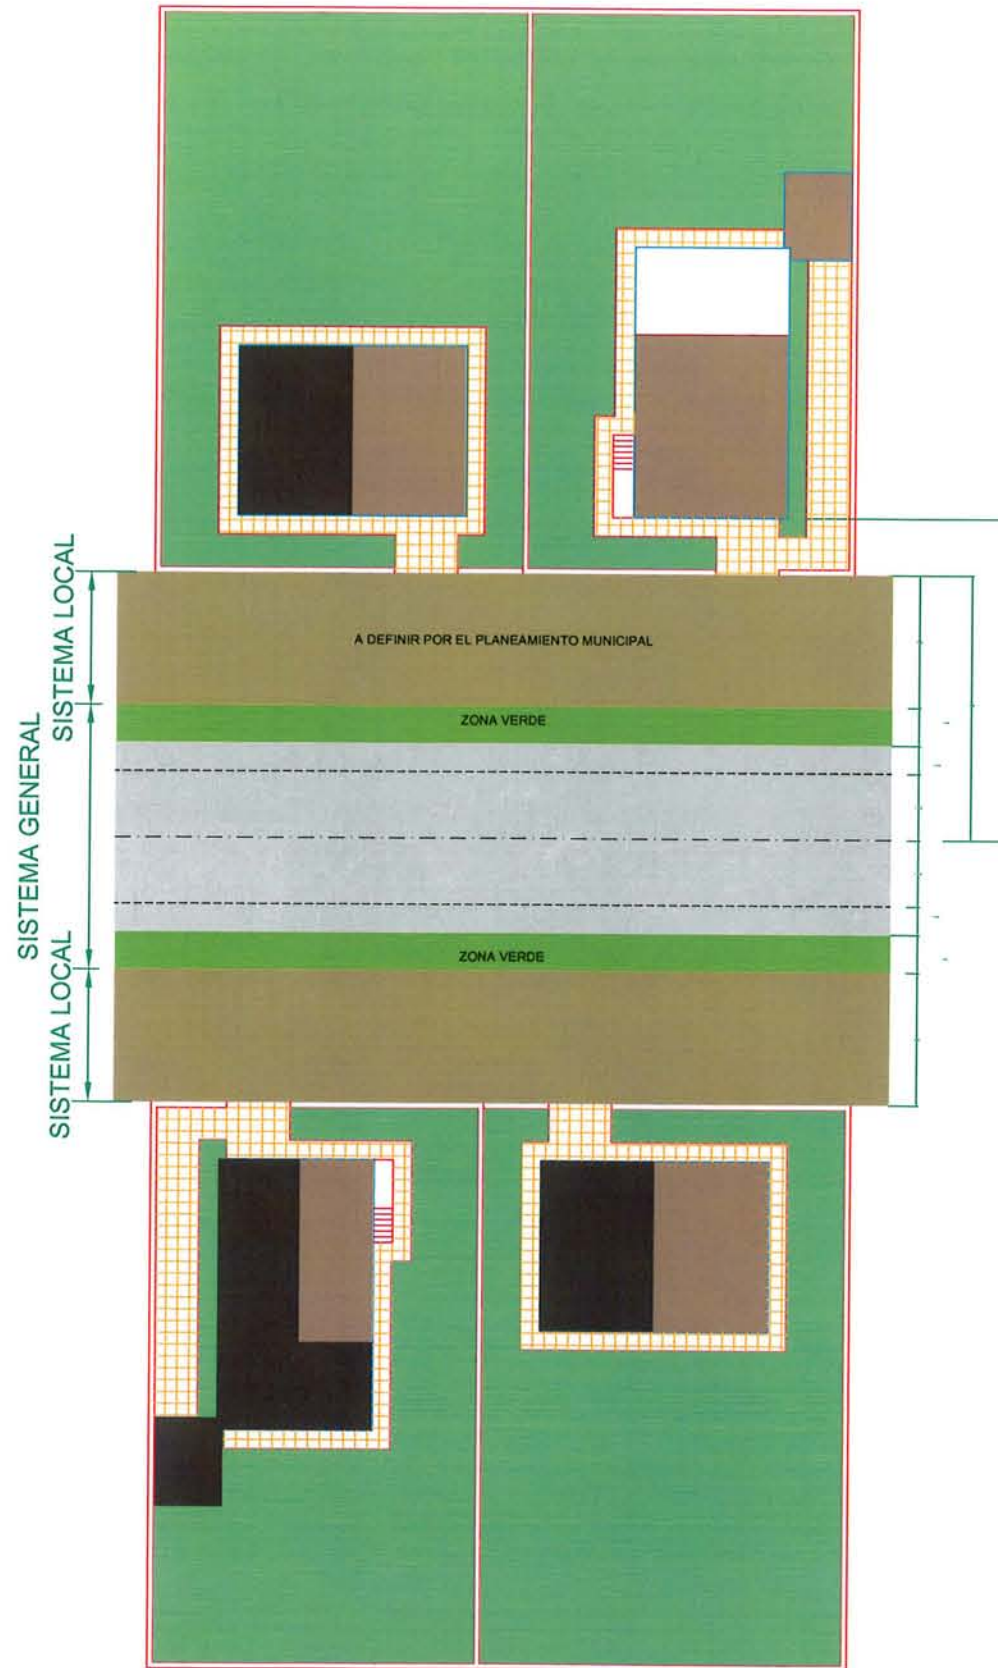 SISTEMA LOCAL
A DEFINIR POR EL PLANEAMIENTO MUNICIPAL
ZONA VERDE
SISTEMA GENERAL
ZONA VERDE
SISTEMA LOCAL